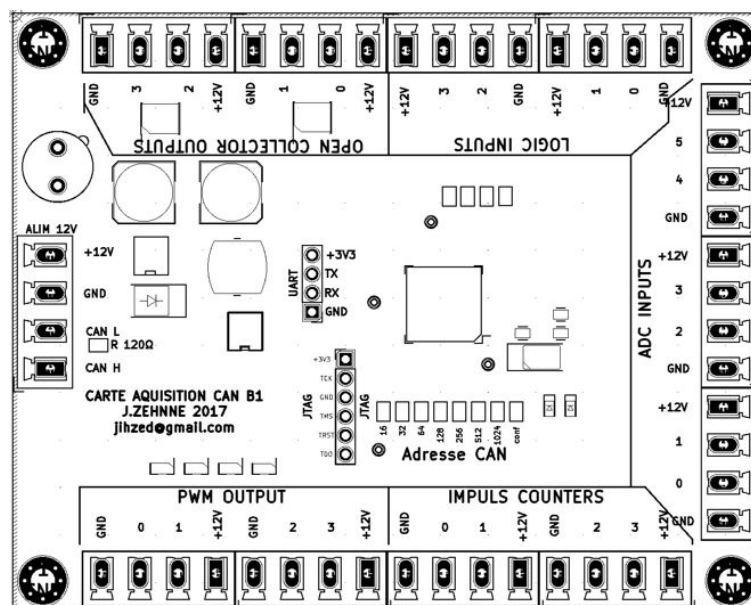 GND 3 2 +12V GND 1 0 +12V +12V 3 2 GND +12V 1 0 GND
OPEN COLLECTOR OUTPUTS
LOGIC INPUTS
+12V
5
4
GND
+12V
3
2
GND
+12V
1
0
GND
ADC INPUTS
ALIM 12V
+12V
GND
CAN L
R 120Ω
CAN H
UART
+3V3
TX
RX
GND
CARTE AQUISITION CAN B1
J.ZEHNNE 2017
jihzed@gmail.com
JTAG
+3V3
TCK
GND
TMS
TRST
TDO
JTAG
16 32 64 128 256 512 1024 conf
Adresse CAN
PWM OUTPUT
IMPULS COUNTERS
GND 0 1 +12V GND 2 3 +12V GND 0 1 +12V GND 2 3 +12V